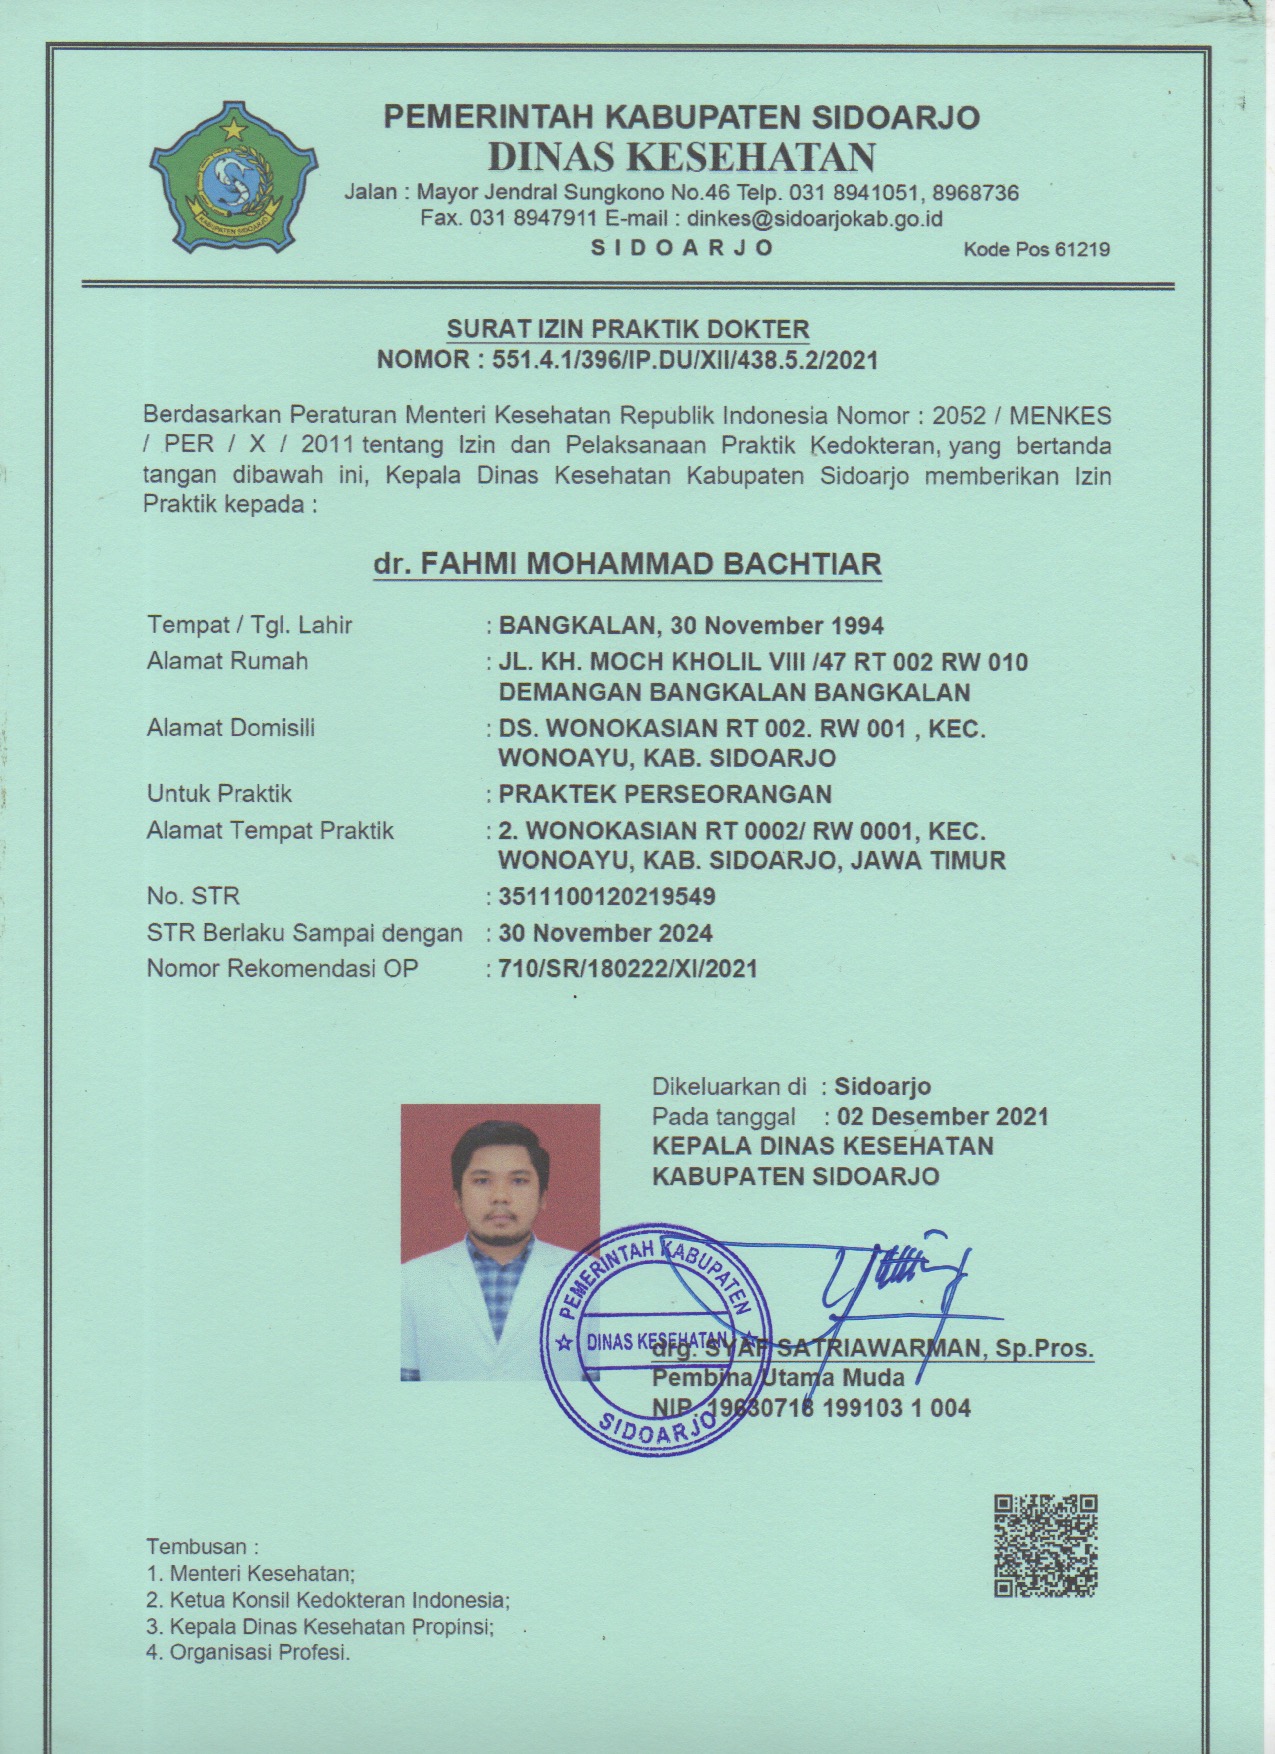 PEMERINTAH KABUPATEN SIDOARJO
DINAS KESEHATAN
Jalan : Mayor Jendral Sungkono No.46 Telp. 031 8941051, 8968736
Fax. 031 8947911 E-mail : dinkes@sidoarjokab.go.id
S I D O A R J O
Kode Pos 61219
KABUPATEN SIDOARJO
SURAT IZIN PRAKTIK DOKTER
NOMOR : 551.4.1/396/IP.DU/XII/438.5.2/2021
Berdasarkan Peraturan Menteri Kesehatan Republik Indonesia Nomor : 2052 / MENKES
/ PER / X / 2011 tentang Izin dan Pelaksanaan Praktik Kedokteran, yang bertanda
tangan dibawah ini, Kepala Dinas Kesehatan Kabupaten Sidoarjo memberikan Izin
Praktik kepada :
dr. FAHMI MOHAMMAD BACHTIAR
Tempat / Tgl. Lahir : BANGKALAN, 30 November 1994
Alamat Rumah : JL. KH. MOCH KHOLIL VIII /47 RT 002 RW 010
DEMANGAN BANGKALAN BANGKALAN
Alamat Domisili : DS. WONOKASIAN RT 002. RW 001 , KEC.
WONOAYU, KAB. SIDOARJO
Untuk Praktik : PRAKTEK PERSEORANGAN
Alamat Tempat Praktik : 2. WONOKASIAN RT 0002/ RW 0001, KEC.
WONOAYU, KAB. SIDOARJO, JAWA TIMUR
No. STR : 3511100120219549
STR Berlaku Sampai dengan : 30 November 2024
Nomor Rekomendasi OP : 710/SR/180222/XI/2021
Dikeluarkan di : Sidoarjo
Pada tanggal : 02 Desember 2021
KEPALA DINAS KESEHATAN
KABUPATEN SIDOARJO
PEMERINTAH KABUPATEN
DINAS KESEHATAN
SIDOARJO
drg. SYAF SATRIAWARMAN, Sp.Pros.
Pembina Utama Muda
NIP. 19630718 199103 1 004
Tembusan :
1. Menteri Kesehatan;
2. Ketua Konsil Kedokteran Indonesia;
3. Kepala Dinas Kesehatan Propinsi;
4. Organisasi Profesi.